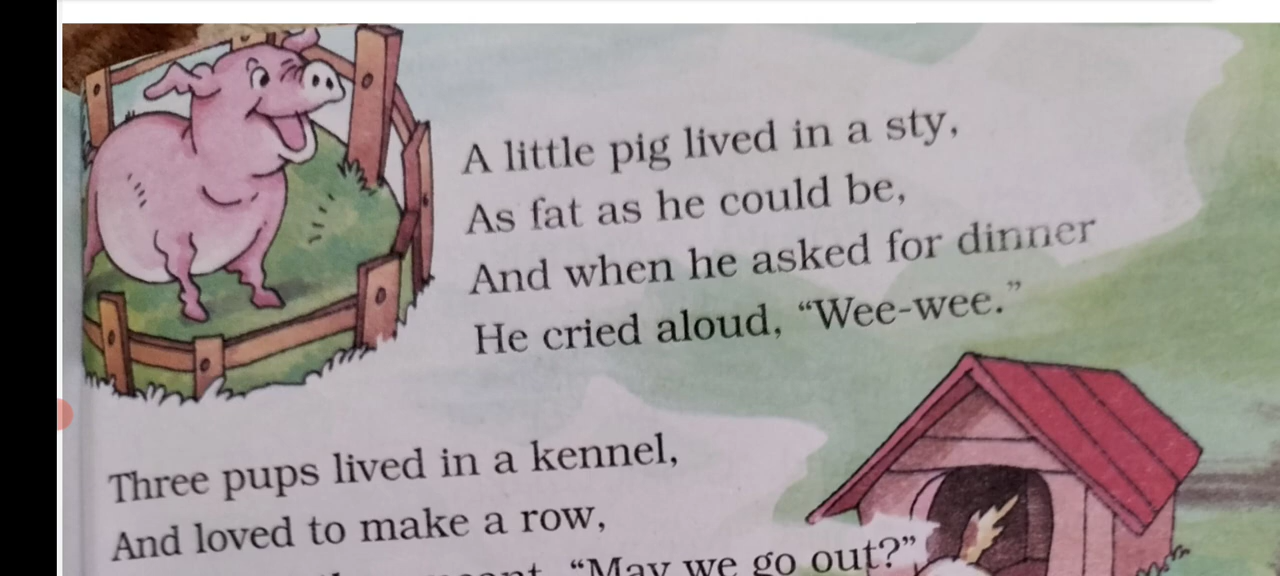 A little pig lived in a sty,
As fat as he could be,
And when he asked for dinner
He cried aloud, “Wee-wee.”
Three pups lived in a kennel,
And loved to make a row,
“May we go out?”